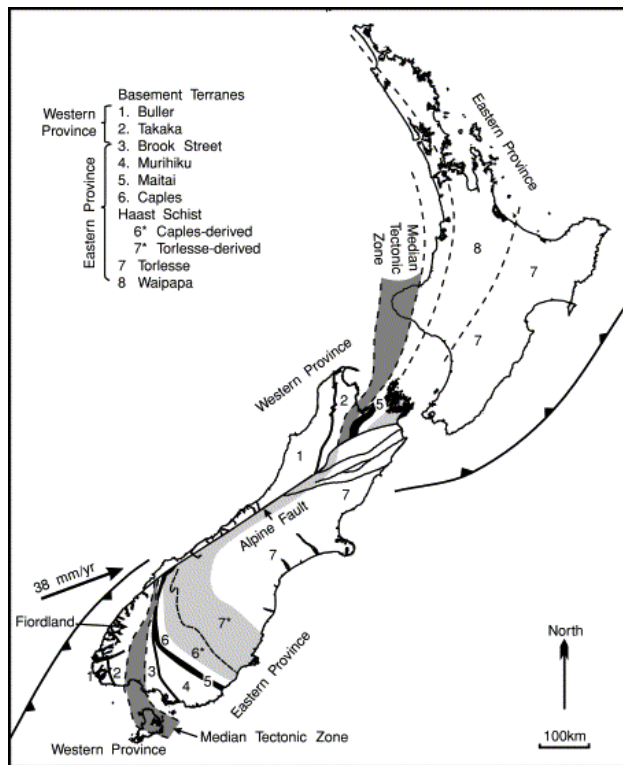 Basement Terranes
Western Province
1. Buller
2. Takaka
Eastern Province
3. Brook Street
4. Murihiku
5. Maitai
6. Caples
Haast Schist
6* Caples-derived
7* Torlesse-derived
7 Torlesse
8 Waipapa
Eastern Province
8
7
Median Tectonic Zone
7
Western Province
2
5
1
7
Alpine Fault
7
38 mm/yr
Fiordland
7*
6
6*
1
2
3
4
5
Eastern Province
North
100km
Western Province
Median Tectonic Zone